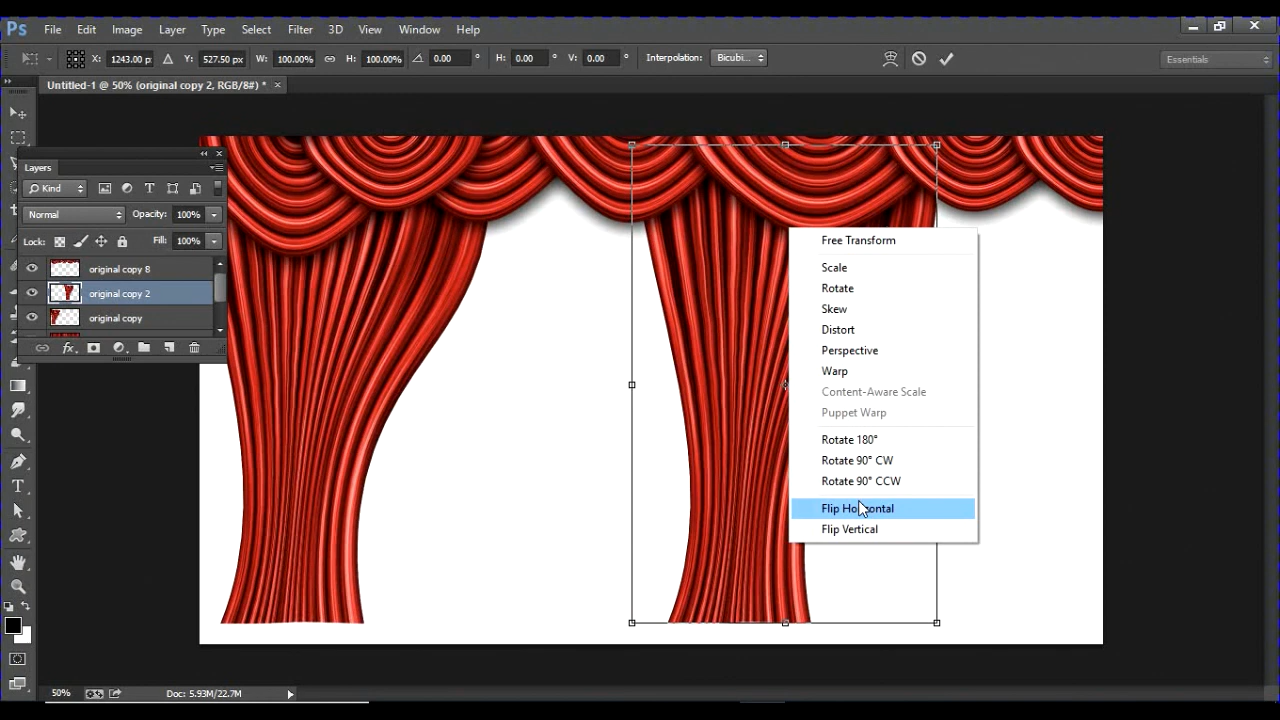 Ps File Edit Image Layer Type Select Filter 3D View Window Help
X: 1243.00 p: Y: 527.50 px W: 100.00% H: 100.00% 0.00 ° H: 0.00 ° V: 0.00 ° Interpolation: Bicubi... Essentials
Untitled-1 @ 50% (original copy 2, RGB/8#) * ×
Layers
Kind
Normal Opacity: 100%
Lock: Fill: 100%
original copy 8
original copy 2
original copy
fx
Free Transform
Scale
Rotate
Skew
Distort
Perspective
Warp
Content-Aware Scale
Puppet Warp
Rotate 180°
Rotate 90° CW
Rotate 90° CCW
Flip Horizontal
Flip Vertical
50% Doc: 5.93M/22.7M